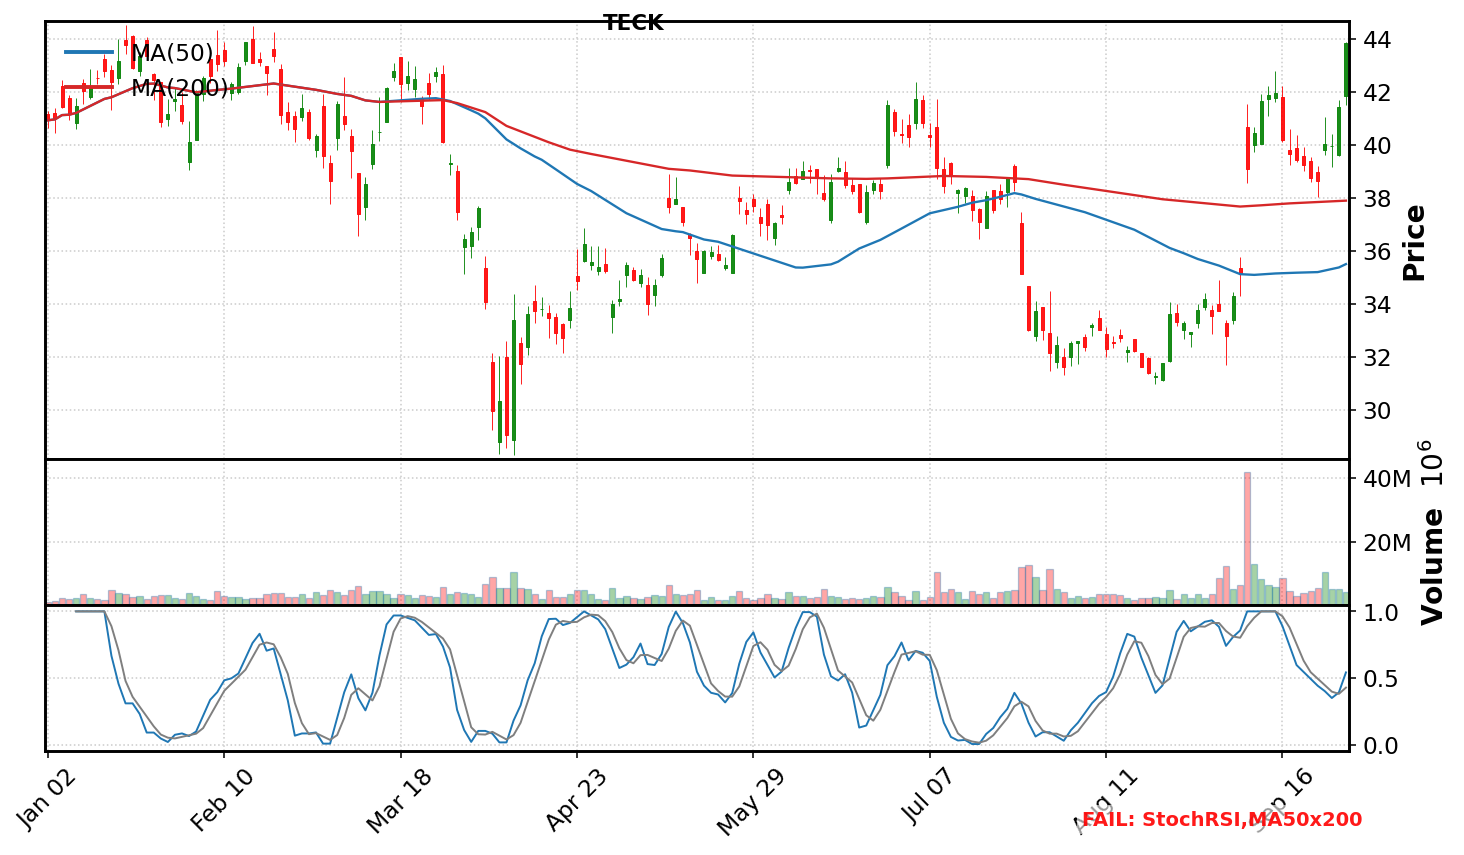 TECK
MA(50)
MA(200)
44
42
40
38
36
34
32
30
Price
40M
20M
Volume 10^6
1.0
0.5
0.0
Jan 02
Feb 10
Mar 18
Apr 23
May 29
Jul 07
Aug 11
Sep 16
FAIL: StochRSI,MA50x200